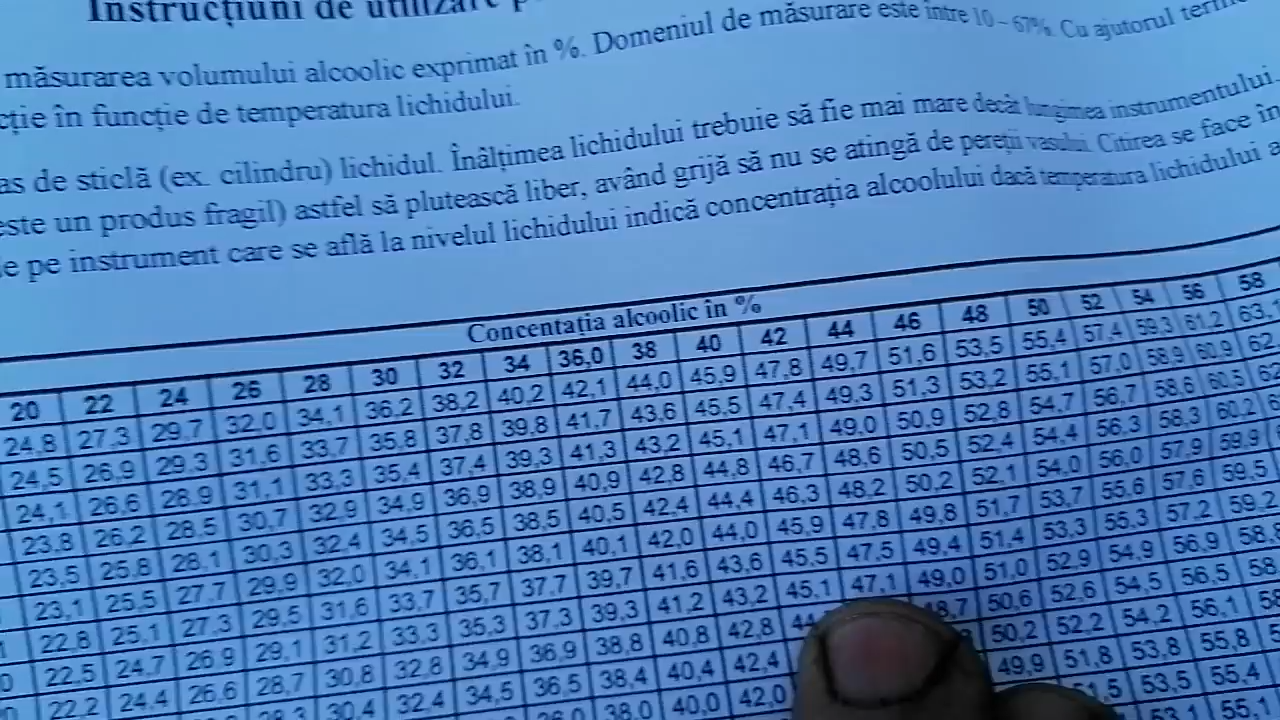 Instrucțiuni de utilizare p
măsurarea volumului alcoolic exprimat în %. Domeniul de măsurare este între 10 – 67%. Cu ajutorul
cție în funcție de temperatura lichidului.
as de sticlă (ex. cilindru) lichidul. Înâlțimea lichidului trebuie să fie mai mare decât lungimea instrumentului.
este un produs fragil) astfel să plutească liber, având grijă să nu se atingă de pereții vasului. Citirea se face în
e pe instrument care se află la nivelul lichidului indică concentrația alcoolului dacă temperatura lichidului a
Concentația alcoolic în %
20 22 24 26 28 30 32 34 36,0 38 40 42 44 46 48 50 52 54 56 58
24,8 27,3 29,7 32,0 34,1 36,2 38,2 40,2 42,1 44,0 45,9 47,8 49,7 51,6 53,5 55,4 57,4 59,3 61,2 63,
24,5 26,9 29,3 31,6 33,7 35,8 37,8 39,8 41,7 43,6 45,5 47,4 49,3 51,3 53,2 55,1 57,0 58,9 60,9 62,
24,1 26,6 28,9 31,1 33,3 35,4 37,4 39,3 41,3 43,2 45,1 47,1 49,0 50,9 52,8 54,7 56,7 58,6 60,5 62
23,8 26,2 28,5 30,7 32,9 34,9 36,9 38,9 40,9 42,8 44,8 46,7 48,6 50,5 52,4 54,4 56,3 58,3 60,2 6
23,5 25,8 28,1 30,3 32,4 34,5 36,5 38,5 40,5 42,4 44,4 46,3 48,2 50,2 52,1 54,0 56,0 57,9 59,9
23,1 25,5 27,7 29,9 32,0 34,1 36,1 38,1 40,1 42,0 44,0 45,9 47,8 49,8 51,7 53,7 55,6 57,6 59,5
22,8 25,1 27,3 29,5 31,6 33,7 35,7 37,7 39,7 41,6 43,6 45,5 47,5 49,4 51,4 53,3 55,3 57,2 59,2
22,5 24,7 26,9 29,1 31,2 33,3 35,3 37,3 39,3 41,2 43,2 45,1 47,1 49,0 51,0 52,9 54,9 56,9 58,8
22,2 24,4 26,6 28,7 30,8 32,8 34,9 36,9 38,8 40,8 42,8 44 48,7 50,6 52,6 54,5 56,5 58
28,3 30,4 32,4 34,5 36,5 38,4 40,4 42,4 50,2 52,2 54,2 56,1 58
36,0 38,0 40,0 42,0 49,9 51,8 53,8 55,8
51,5 53,5 55,4
53,1 55,1